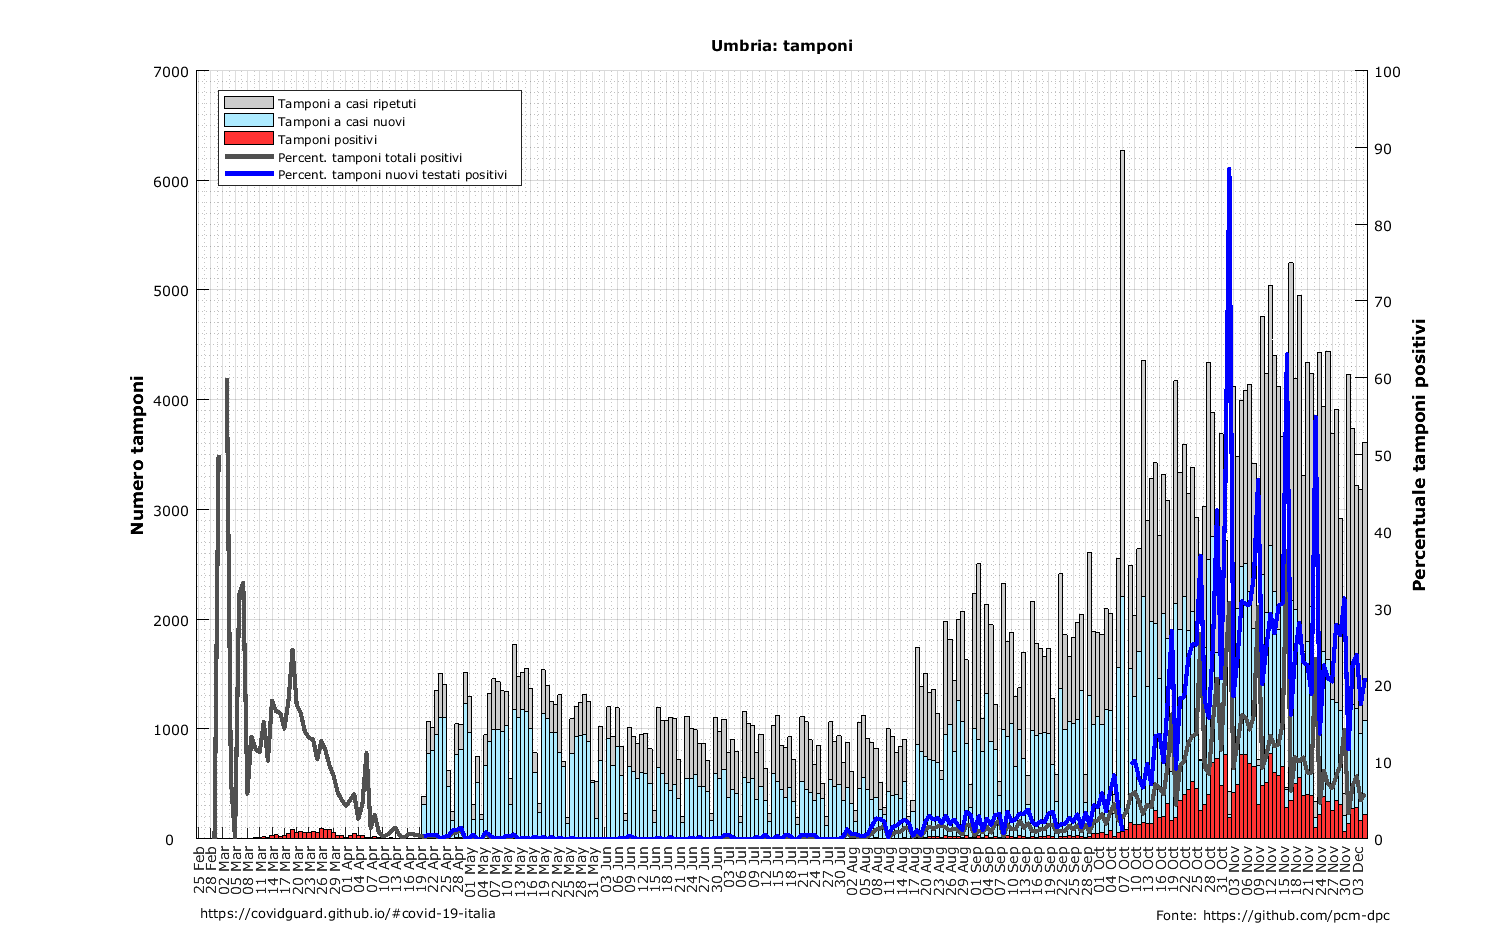 Umbria: tamponi
Tamponi a casi ripetuti
Tamponi a casi nuovi
Tamponi positivi
Percent. tamponi totali positivi
Percent. tamponi nuovi testati positivi
Numero tamponi
7000
6000
5000
4000
3000
2000
1000
0
Percentuale tamponi positivi
100
90
80
70
60
50
40
30
20
10
0
25 Feb
28 Feb
02 Mar
05 Mar
08 Mar
11 Mar
14 Mar
17 Mar
20 Mar
23 Mar
26 Mar
29 Mar
01 Apr
04 Apr
07 Apr
10 Apr
13 Apr
16 Apr
19 Apr
22 Apr
25 Apr
28 Apr
01 May
04 May
07 May
10 May
13 May
16 May
19 May
22 May
25 May
28 May
31 May
03 Jun
06 Jun
09 Jun
12 Jun
15 Jun
18 Jun
21 Jun
24 Jun
27 Jun
30 Jun
03 Jul
06 Jul
09 Jul
12 Jul
15 Jul
18 Jul
21 Jul
24 Jul
27 Jul
30 Jul
02 Aug
05 Aug
08 Aug
11 Aug
14 Aug
17 Aug
20 Aug
23 Aug
26 Aug
29 Aug
01 Sep
04 Sep
07 Sep
10 Sep
13 Sep
16 Sep
19 Sep
22 Sep
25 Sep
28 Sep
01 Oct
04 Oct
07 Oct
10 Oct
13 Oct
16 Oct
19 Oct
22 Oct
25 Oct
28 Oct
31 Oct
03 Nov
06 Nov
09 Nov
12 Nov
15 Nov
18 Nov
21 Nov
24 Nov
27 Nov
30 Nov
03 Dec
https://covidguard.github.io/#covid-19-italia
Fonte: https://github.com/pcm-dpc